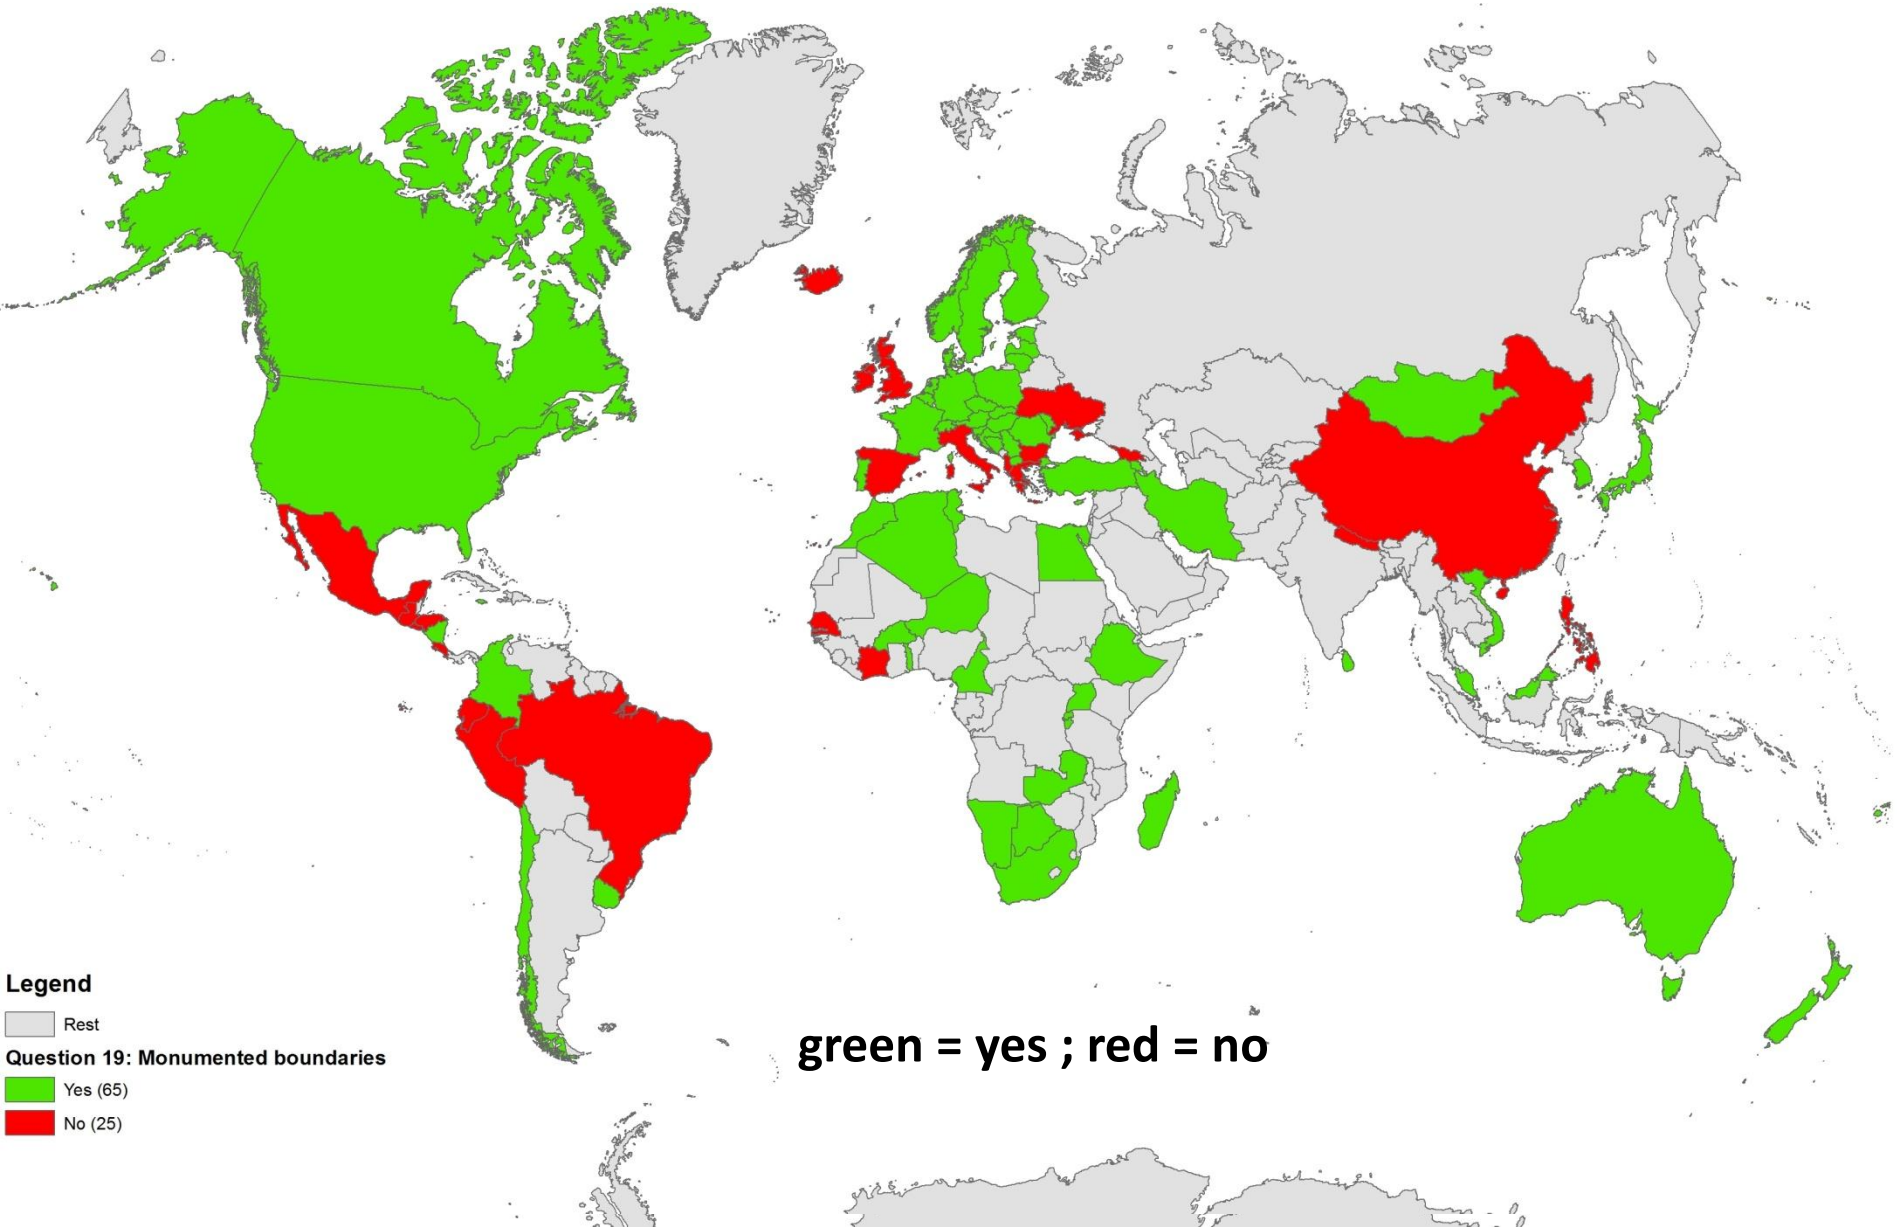 Legend
Rest
Question 19: Monumented boundaries
Yes (65)
No (25)
green = yes ; red = no